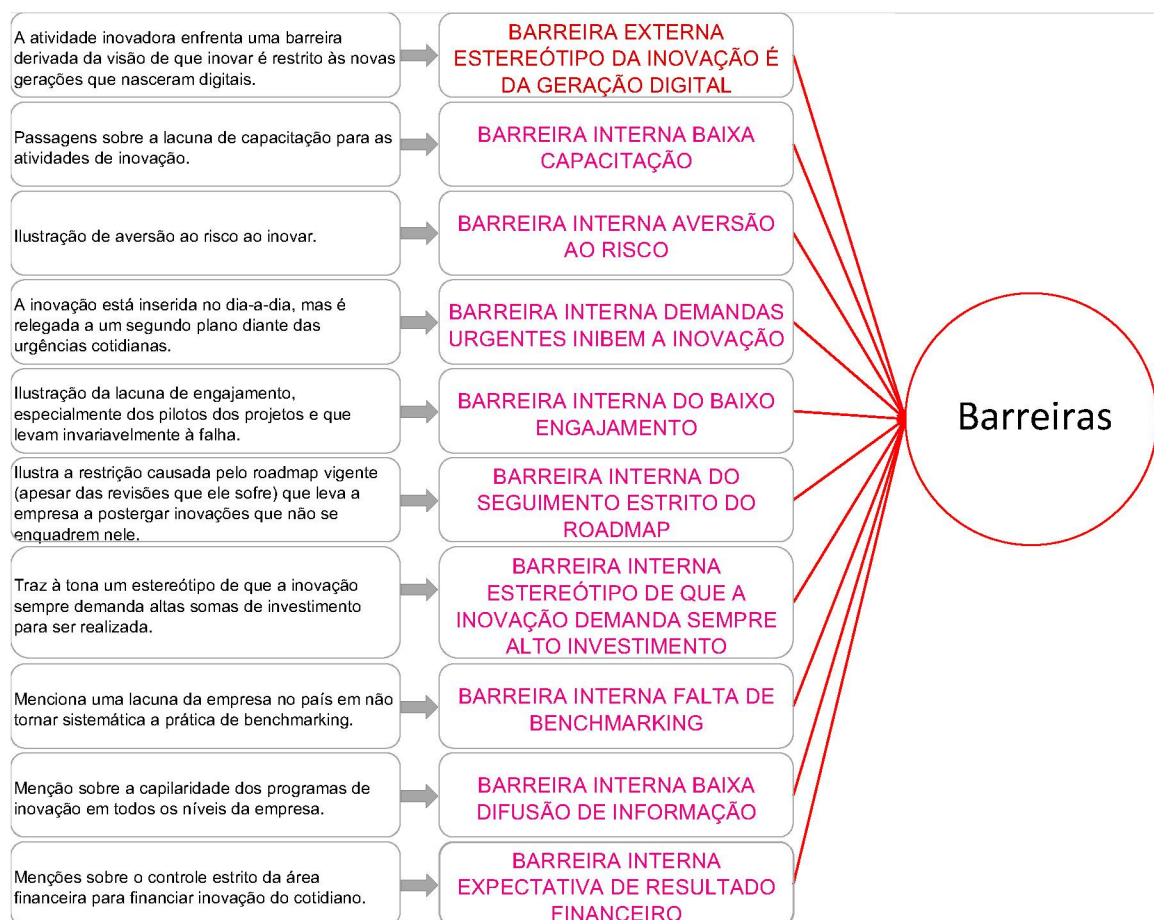 A atividade inovadora enfrenta uma barreira
derivada da visão de que inovar é restrito às novas
gerações que nasceram digitais.
BARREIRA EXTERNA
ESTEREÓTIPO DA INOVAÇÃO É
DA GERAÇÃO DIGITAL
Passagens sobre a lacuna de capacitação para as
atividades de inovação.
BARREIRA INTERNA BAIXA
CAPACITAÇÃO
Ilustração de aversão ao risco ao inovar.
BARREIRA INTERNA AVERSÃO
AO RISCO
A inovação está inserida no dia-a-dia, mas é
relegada a um segundo plano diante das
urgências cotidianas.
BARREIRA INTERNA DEMANDAS
URGENTES INIBEM A INOVAÇÃO
Ilustração da lacuna de engajamento,
especialmente dos pilotos dos projetos e que
levam invariavelmente à falha.
BARREIRA INTERNA DO BAIXO
ENGAJAMENTO
Ilustra a restrição causada pelo roadmap vigente
(apesar das revisões que ele sofre) que leva a
empresa a postergar inovações que não se
enquadrem nele.
BARREIRA INTERNA DO
SEGUIMENTO ESTRITO DO
ROADMAP
Traz à tona um estereótipo de que a inovação
sempre demanda altas somas de investimento
para ser realizada.
BARREIRA INTERNA
ESTEREÓTIPO DE QUE A
INOVAÇÃO DEMANDA SEMPRE
ALTO INVESTIMENTO
Menciona uma lacuna da empresa no país em não
tornar sistemática a prática de benchmarking.
BARREIRA INTERNA FALTA DE
BENCHMARKING
Menção sobre a capilaridade dos programas de
inovação em todos os níveis da empresa.
BARREIRA INTERNA BAIXA
DIFUSÃO DE INFORMAÇÃO
Menções sobre o controle estrito da área
financeira para financiar inovação do cotidiano.
BARREIRA INTERNA
EXPECTATIVA DE RESULTADO
FINANCEIRO
Barreiras